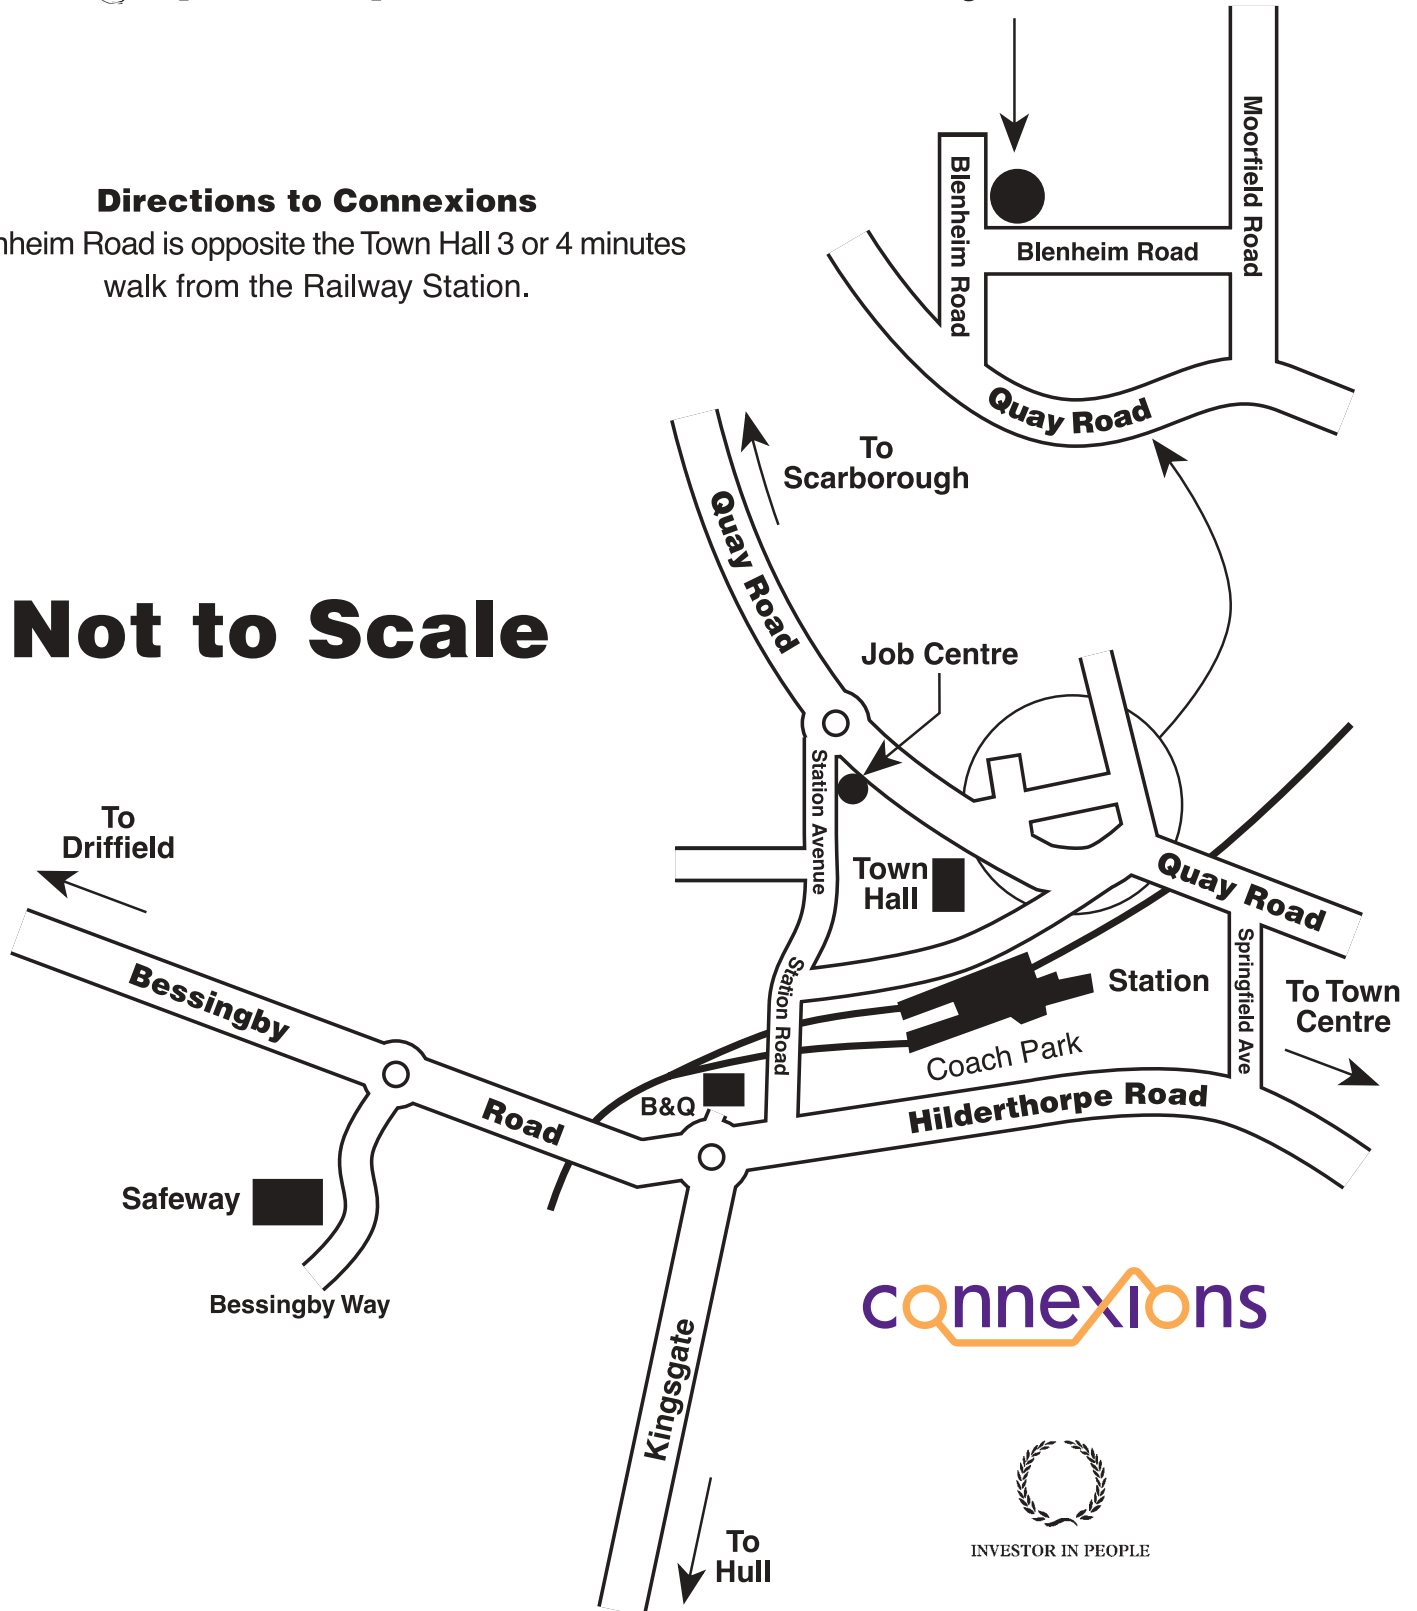 Directions to Connexions
nheim Road is opposite the Town Hall 3 or 4 minutes
walk from the Railway Station.
Moorfield Road
Blenheim Road
Blenheim Road
Quay Road
To
Scarborough
Quay Road
Not to Scale
Job Centre
Station Avenue
To
Driffield
Town
Hall
Quay Road
Bessingby
Station Road
Station
Springfield Ave
To Town
Centre
Coach Park
B&Q
Road
Hilderthorpe Road
Safeway
Bessingby Way
connexions
Kingsgate
To
Hull
INVESTOR IN PEOPLE